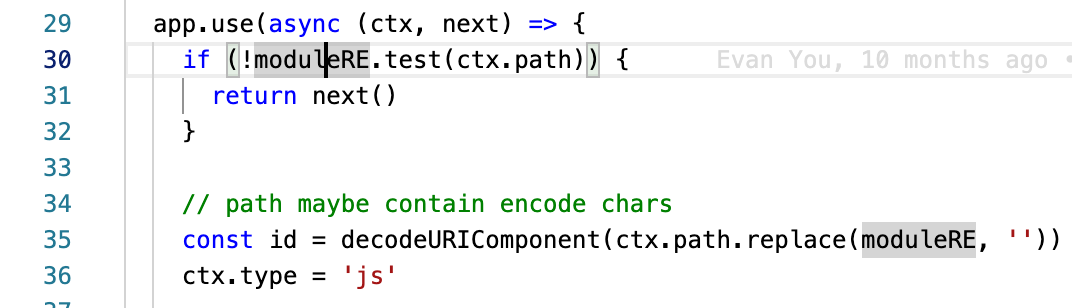 29 app.use(async (ctx, next) => {
30 if (!moduleRE.test(ctx.path)) { Evan You, 10 months ago •
31 return next()
32 }
33
34 // path maybe contain encode chars
35 const id = decodeURIComponent(ctx.path.replace(moduleRE, ''))
36 ctx.type = 'js'
37